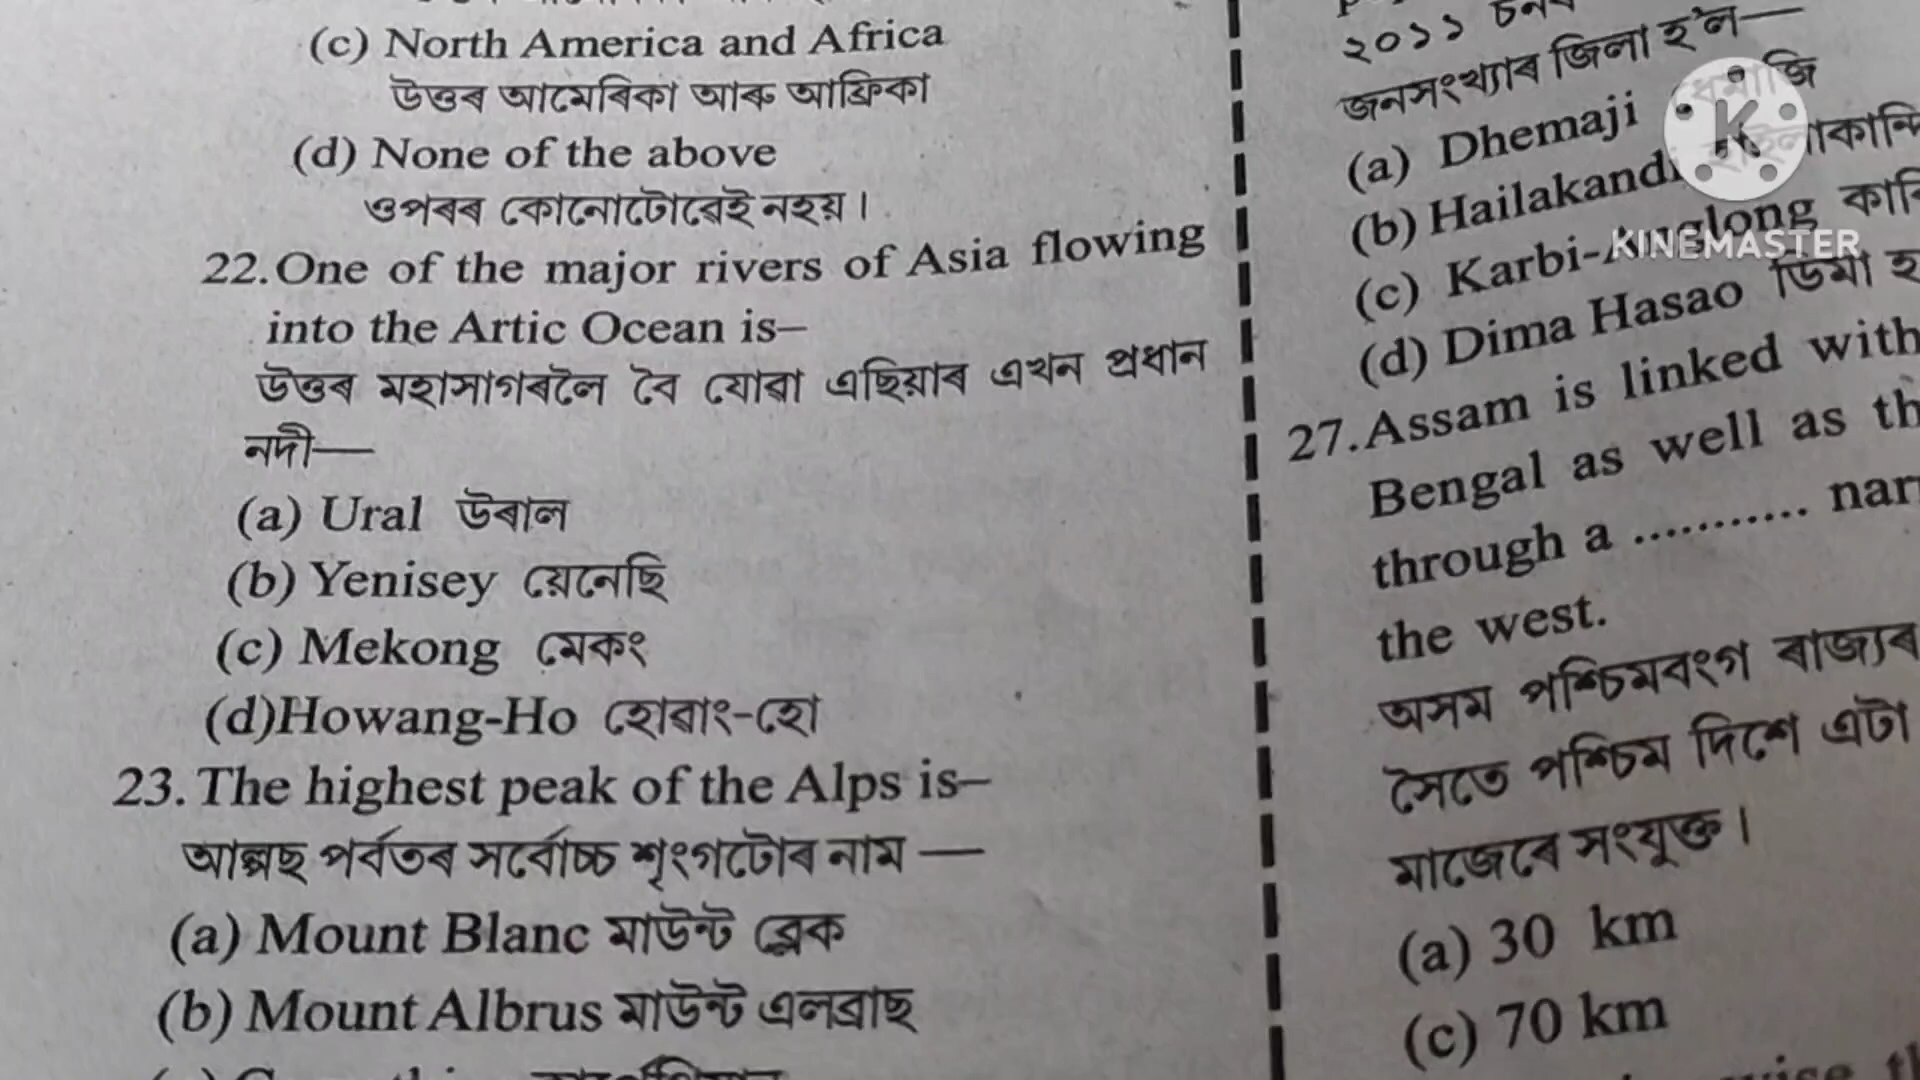 (c) North America and Africa
উত্তৰ আমেৰিকা আৰু আফ্ৰিকা
(d) None of the above
ওপৰৰ কোনোটোৱেই নহয়।
22. One of the major rivers of Asia flowing
into the Artic Ocean is–
উত্তৰ মহাসাগৰলৈ বৈ যোৱা এছিয়াৰ এখন প্ৰধান
নদী—
(a) Ural উৰাল
(b) Yenisey য়েনেছি
(c) Mekong মেকং
(d)Howang-Ho হোৱাং-হো
23. The highest peak of the Alps is–
আল্পছ পৰ্বতৰ সৰ্বোচ্চ শৃংগটোৰ নাম —
(a) Mount Blanc মাউন্ট ব্লেক
(b) Mount Albrus মাউন্ট এলব্ৰাছ
২০১১ চনৰ
জনসংখ্যাৰ জিলা হ'ল—
(a) Dhemaji ধেমাজি
(b) Hailakandi
(c) Karbi-Anglong
(d) Dima Hasao ডিমা
27. Assam is linked with
Bengal as well as
through a ...........
the west.
অসম পশ্চিমবংগ ৰাজ্যৰ
সৈতে পশ্চিম দিশে এটা
মাজেৰে সংযুক্ত।
(a) 30 km
(c) 70 km
K
KINEMASTER